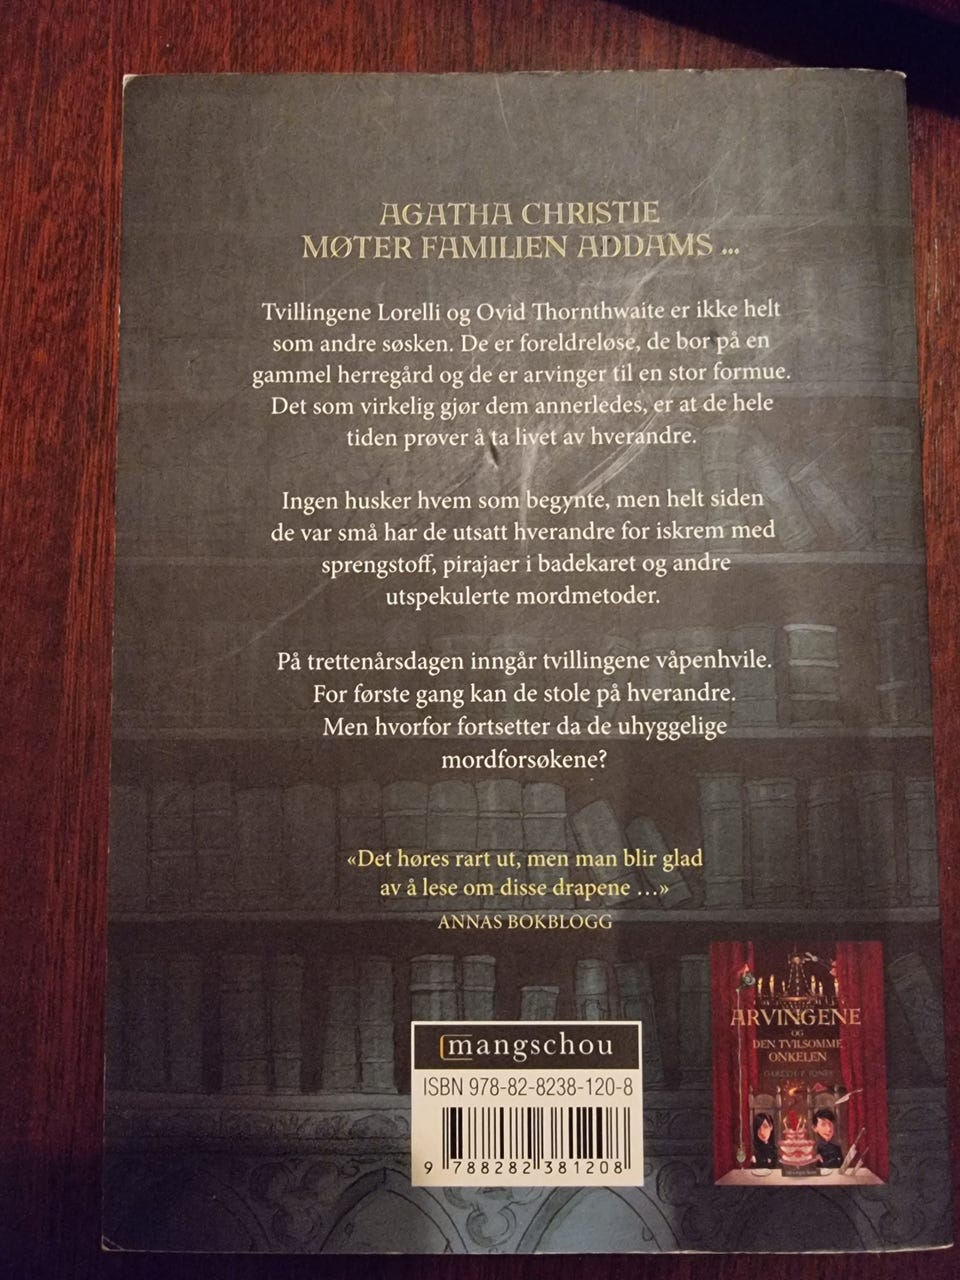 AGATHA CHRISTIE
MØTER FAMILIEN ADDAMS ...
Tvillingene Lorelli og Ovid Thornthwaite er ikke helt
som andre søsken. De er foreldreløse, de bor på en
gammel herregård og de er arvinger til en stor formue.
Det som virkelig gjør dem annerledes, er at de hele
tiden prøver å ta livet av hverandre.
Ingen husker hvem som begynte, men helt siden
de var små har de utsatt hverandre for iskrem med
sprengstoff, pirajaer i badekaret og andre
utspekulerte mordmetoder.
På trettenårsdagen inngår tvillingene våpenhvile.
For første gang kan de stole på hverandre.
Men hvorfor fortsetter da de uhyggelige
mordforsøkene?
«Det høres rart ut, men man blir glad
av å lese om disse drapene ...»
ANNAS BOKBLOGG
ARVINGENE
OG
DEN TVILSOMME
ONKELEN
GARETH P. JONES
mangschou
ISBN 978-82-8238-120-8
9 788282 381208